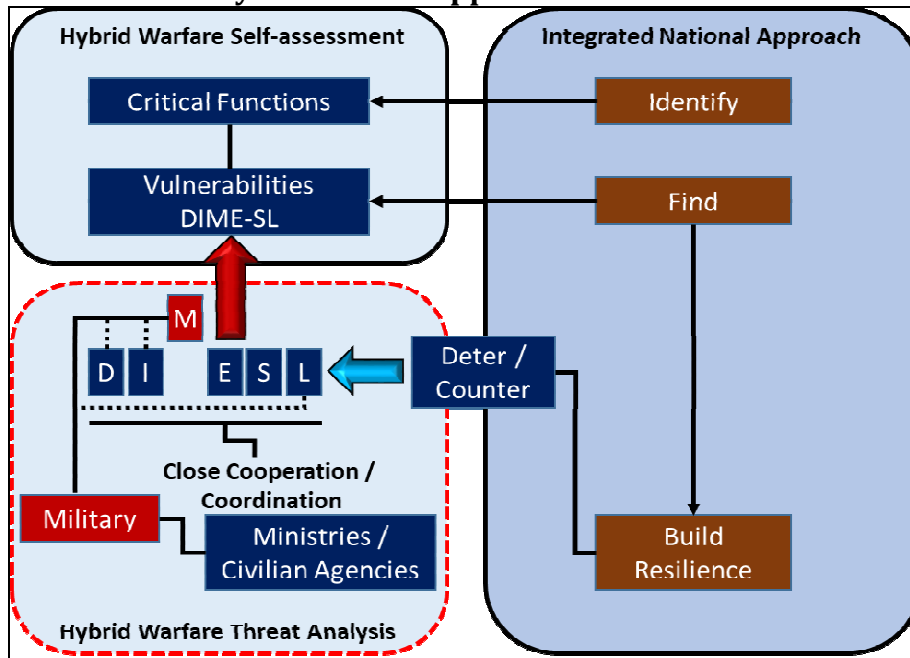 Hybrid Warfare Self-assessment
Integrated National Approach
Critical Functions
Identify
Vulnerabilities
DIME-SL
Find
M
D I E S L
Deter /
Counter
Close Cooperation /
Coordination
Military
Ministries /
Civilian Agencies
Build
Resilience
Hybrid Warfare Threat Analysis